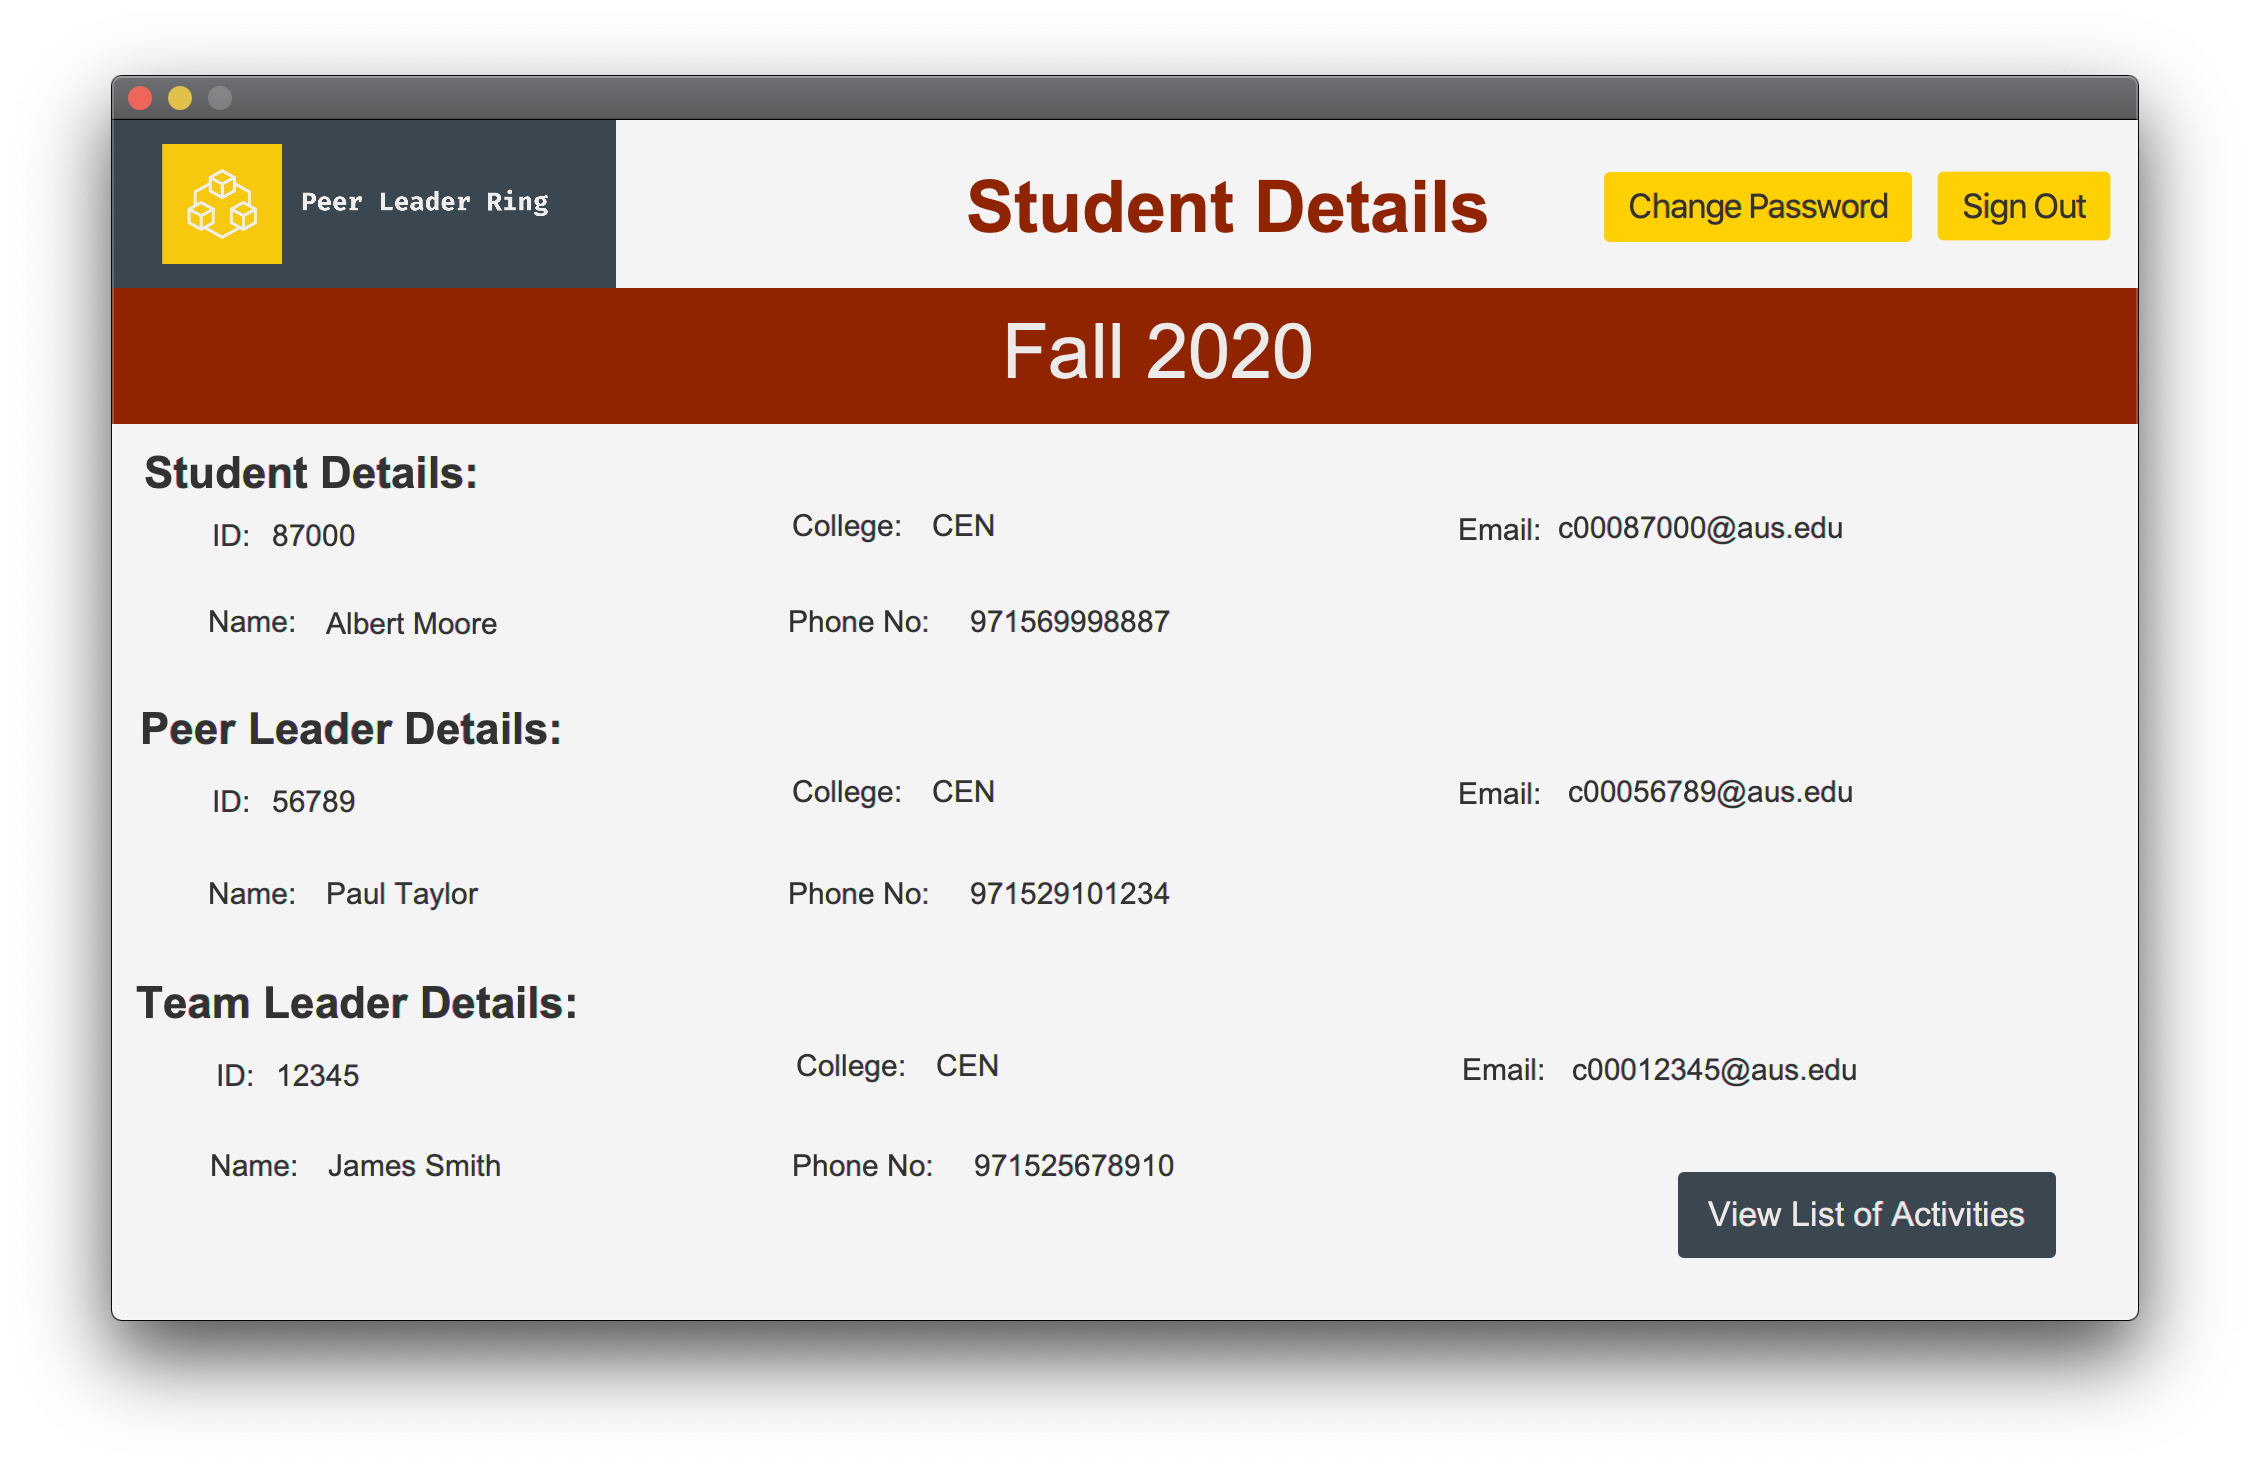 Peer Leader Ring
Student Details
Change Password
Sign Out
Fall 2020
Student Details:
ID: 87000
College: CEN
Email: c00087000@aus.edu
Name: Albert Moore
Phone No: 971569998887
Peer Leader Details:
ID: 56789
College: CEN
Email: c00056789@aus.edu
Name: Paul Taylor
Phone No: 971529101234
Team Leader Details:
ID: 12345
College: CEN
Email: c00012345@aus.edu
Name: James Smith
Phone No: 971525678910
View List of Activities